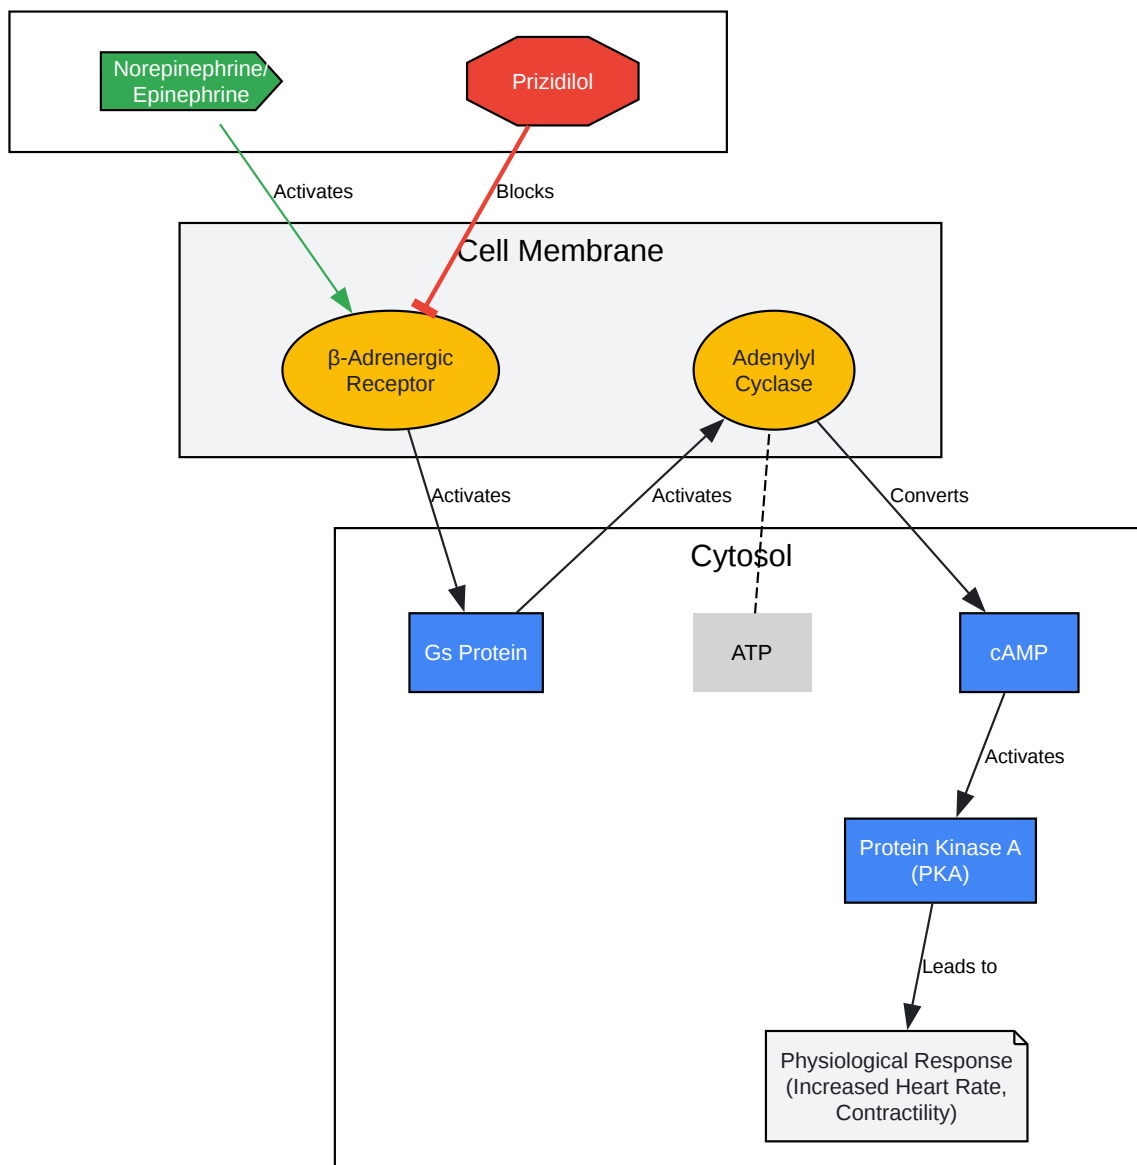 Norepinephrine/
Epinephrine
Prizidilol
Activates
Blocks
Cell Membrane
β-Adrenergic
Receptor
Adenylyl
Cyclase
Activates
Activates
Converts
Cytosol
Gs Protein
ATP
cAMP
Activates
Protein Kinase A
(PKA)
Leads to
Physiological Response
(Increased Heart Rate,
Contractility)